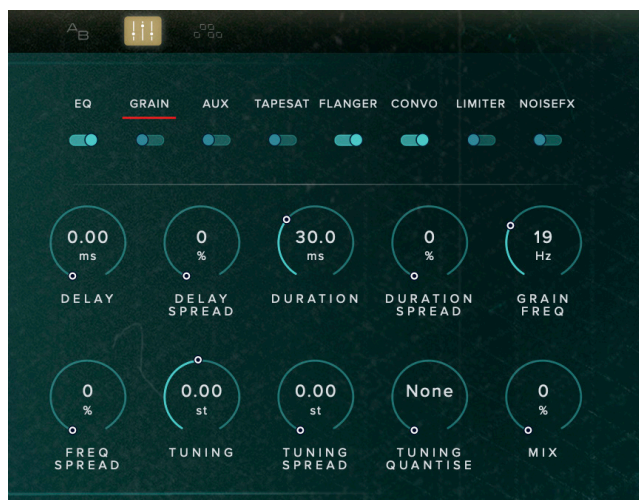 AB
EQ GRAIN AUX TAPESAT FLANGER CONVO LIMITER NOISEFX
0.00 0 30.0 0 19
ms % ms % Hz
DELAY DELAY SPREAD DURATION DURATION SPREAD GRAIN FREQ
0 0.00 0.00 None 0
% st st %
FREQ SPREAD TUNING TUNING SPREAD TUNING QUANTISE MIX